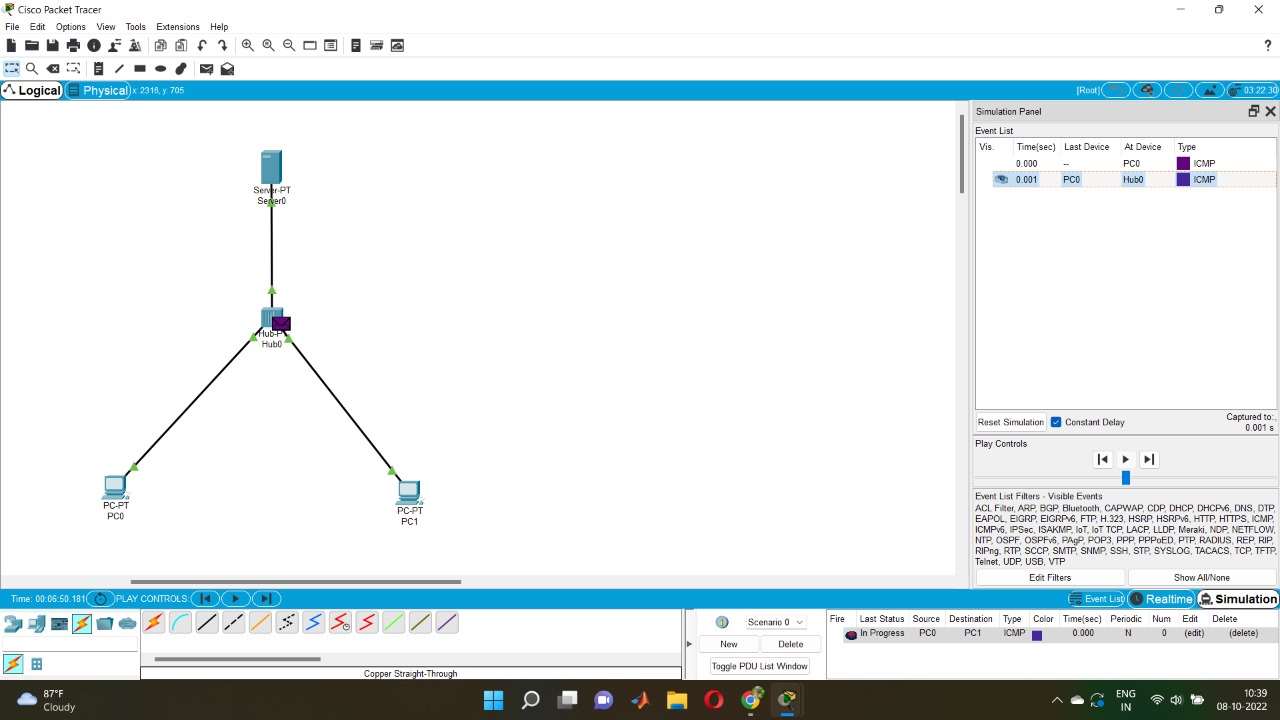 Cisco Packet Tracer
File Edit Options View Tools Extensions Help
?
Logical Physical x: 2316, y: 705 [Root] 03:22:30
Server-PT
Server0
Hub0
PC-PT
PC0
PC-PT
PC1
Simulation Panel
Event List
Vis. Time(sec) Last Device At Device Type
0.000 -- PC0 ICMP
0.001 PC0 Hub0 ICMP
Reset Simulation Constant Delay Captured to:
0.001 s
Play Controls
Event List Filters - Visible Events
ACL Filter, ARP, BGP, Bluetooth, CAPWAP, CDP, DHCP, DHCPv6, DNS, DTP,
EAPOL, EIGRP, EIGRPv6, FTP, H.323, HSRP, HSRPv6, HTTP, HTTPS, ICMP,
ICMPv6, IPSec, ISAKMP, IoT, IoT TCP, LACP, LLDP, Meraki, NDP, NETFLOW,
NTP, OSPF, OSPFv6, PAgP, POP3, PPP, PPPoED, PTP, RADIUS, REP, RIP,
RIPng, RTP, SCCP, SMTP, SNMP, SSH, STP, SYSLOG, TACACS, TCP, TFTP,
Telnet, UDP, USB, VTP
Edit Filters Show All/None
Time: 00:06:50.181 PLAY CONTROLS: Event List Realtime Simulation
Scenario 0
New Delete
Toggle PDU List Window
Fire Last Status Source Destination Type Color Time(sec) Periodic Num Edit Delete
In Progress PC0 PC1 ICMP 0.000 N 0 (edit) (delete)
Copper Straight-Through
87°F
Cloudy
ENG
IN
10:39
08-10-2022